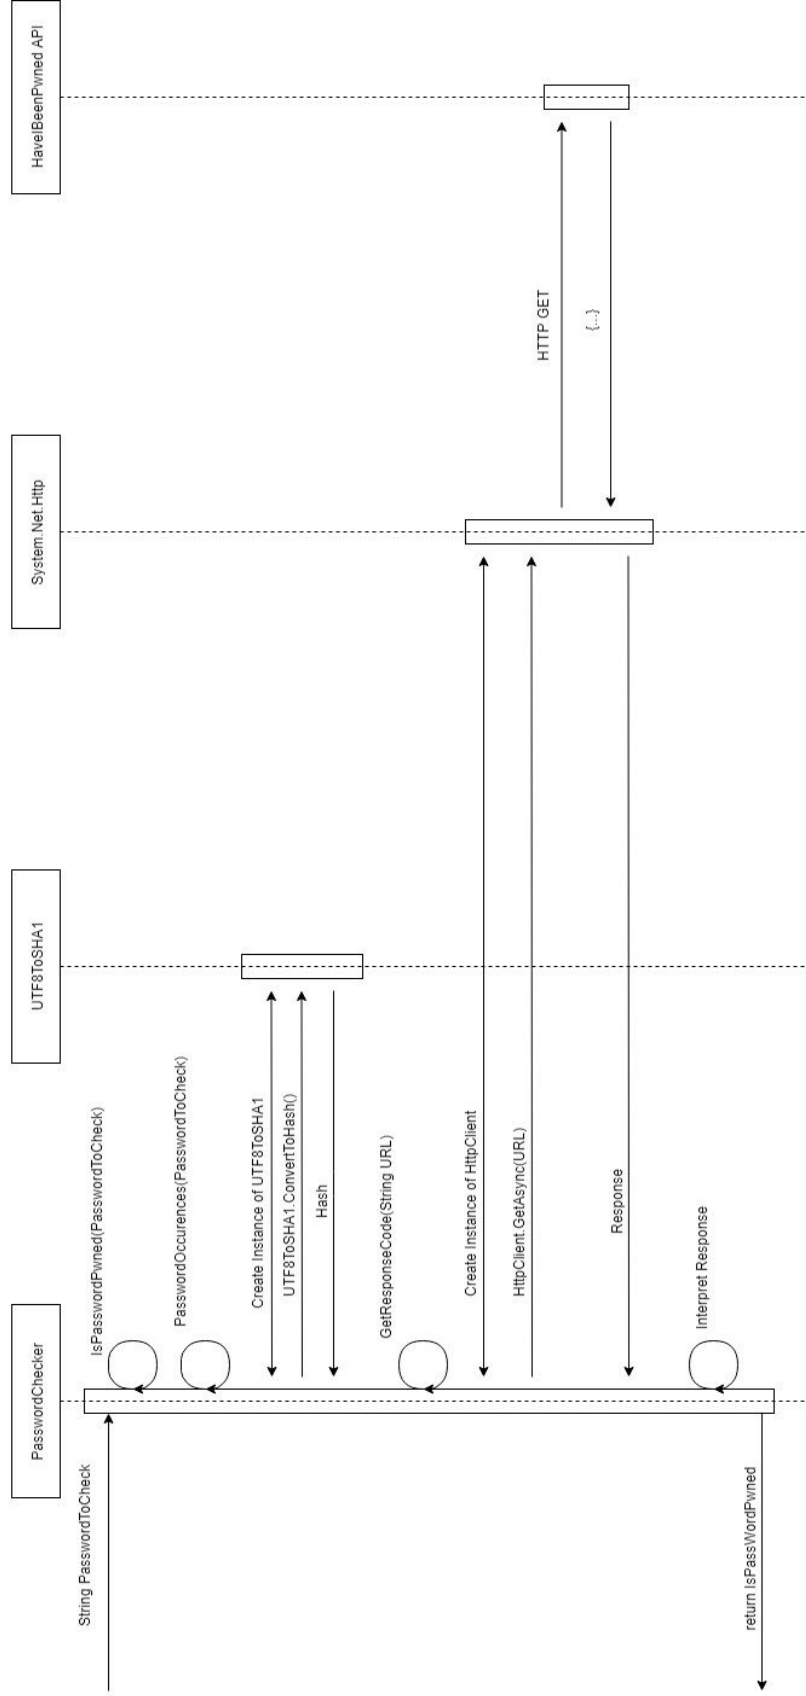 PasswordChecker
UTF8ToSHA1
System.Net.Http
HaveIBeenPwned API
String PasswordToCheck
IsPasswordPwned(PasswordToCheck)
PasswordOccurences(PasswordToCheck)
Create Instance of UTF8ToSHA1
UTF8ToSHA1.ConvertToHash()
Hash
GetResponseCode(String URL)
Create Instance of HttpClient
HttpClient.GetAsync(URL)
HTTP GET
{...}
Response
Interpret Response
return IsPassWordPwned